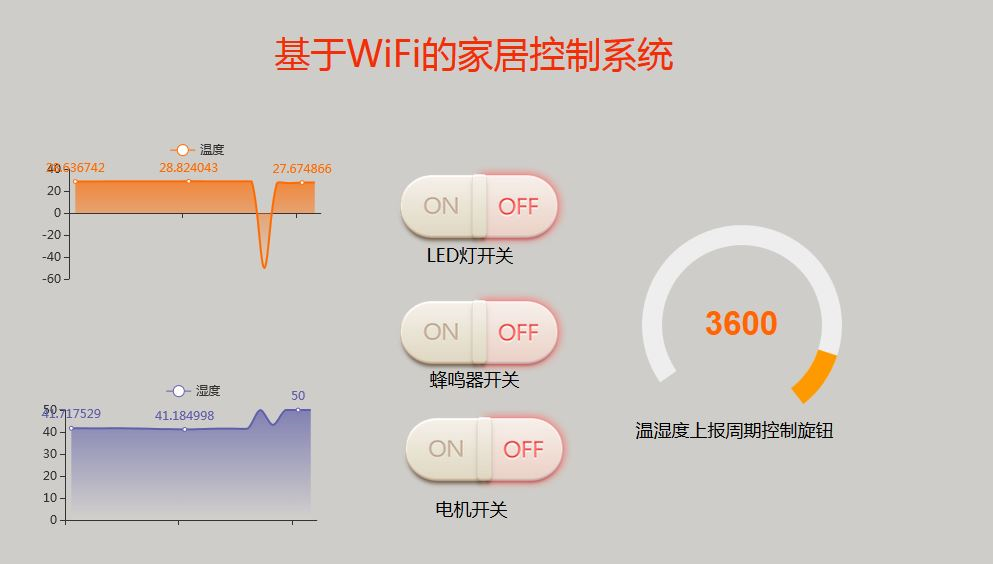 基于WiFi的家居控制系统
温度
28.824043
27.674866
40
20
0
-20
-40
-60
ON OFF
LED灯开关
ON OFF
蜂鸣器开关
3600
温湿度上报周期控制旋钮
湿度
50
41.717529
41.184998
50
40
30
20
10
0
ON OFF
电机开关